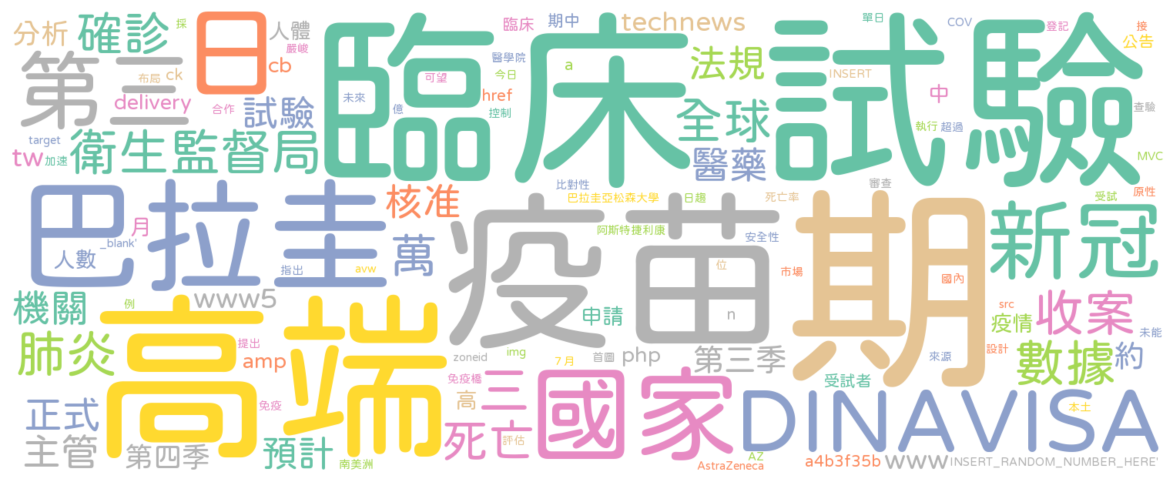 分析
確診
採
嚴峻
人體
臨床
期中
technews
單日
COV
登記
接
公告
第三
日
布局
ck
cb
臨床試驗
醫學院
今日
a
法規
INSERT
可望
delivery
合作
試驗
未來
億
href
控制
全球
中
執行
超過
查驗
target
tw
加速
衛生監督局
醫藥
MVC
巴拉圭
月
_blank'
人數
指出
avw
萬
核准
比對性
巴拉圭亞松森大學
日趨
死亡率
審查
受試
原性
疫苗
阿斯特捷利康
安全性
期
新冠
位
市場
國內
機關
例
www5
申請
n
src
疫情
收案
未能
肺炎
高端
提出
amp
zoneid
img
7月
首圖
php
第三季
來源
設計
數據
約
免疫橋
三
國家
受試者
高
免疫
正式
DINAVISA
本土
主管
第四季
預計
南美洲
死亡
評估
AstraZeneca
AZ
a4b3f35b
www
INSERT_RANDOM_NUMBER_HERE'